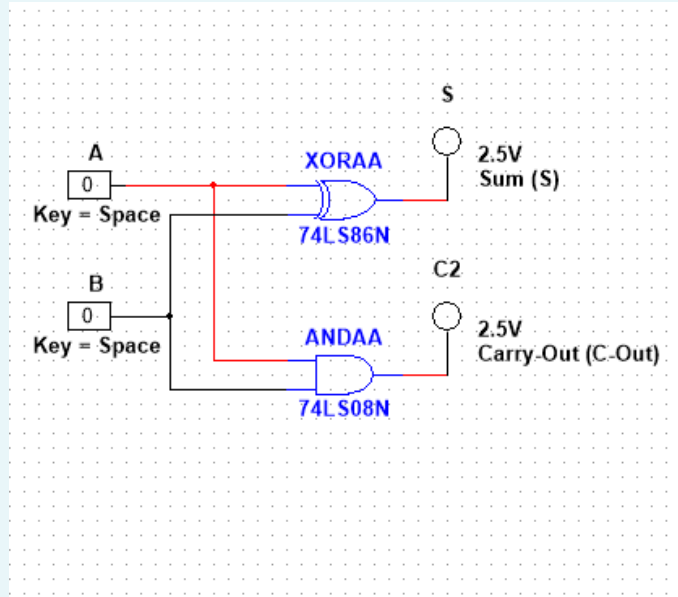 S
A
XORAA
2.5V
Sum (S)
0
Key = Space
74LS86N
C2
B
ANDAA
2.5V
Carry-Out (C-Out)
0
Key = Space
74LS08N